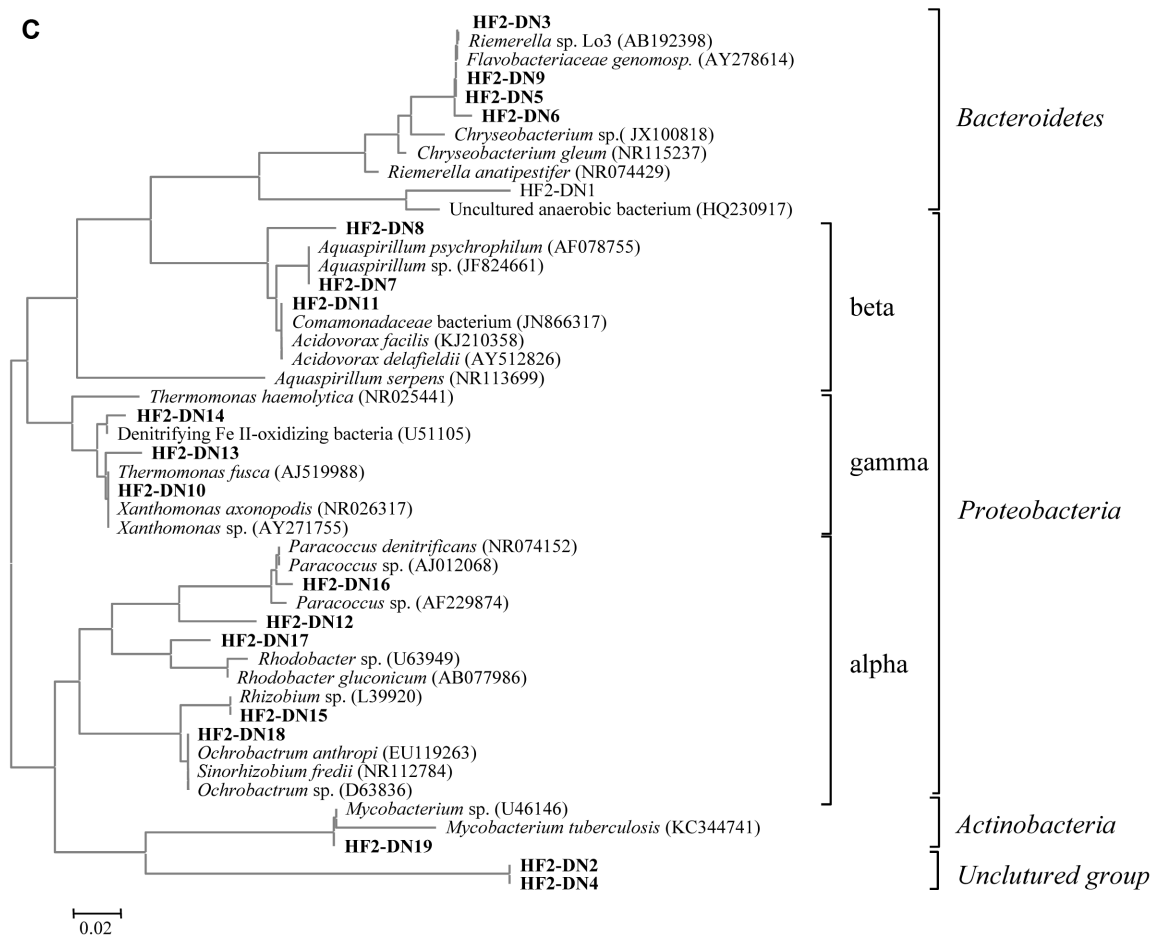 C
HF2-DN3
Riemerella sp. Lo3 (AB192398)
Flavobacteriaceae genomosp. (AY278614)
HF2-DN9
HF2-DN5
HF2-DN6
Chryseobacterium sp.( JX100818)
Chryseobacterium gleum (NR115237)
Riemerella anatipestifer (NR074429)
HF2-DN1
Uncultured anaerobic bacterium (HQ230917)
Bacteroidetes
HF2-DN8
Aquaspirillum psychrophilum (AF078755)
Aquaspirillum sp. (JF824661)
HF2-DN7
HF2-DN11
Comamonadaceae bacterium (JN866317)
Acidovorax facilis (KJ210358)
Acidovorax delafieldii (AY512826)
Aquaspirillum serpens (NR113699)
beta
Thermomonas haemolytica (NR025441)
HF2-DN14
Denitrifying Fe II-oxidizing bacteria (U51105)
HF2-DN13
Thermomonas fusca (AJ519988)
HF2-DN10
Xanthomonas axonopodis (NR026317)
Xanthomonas sp. (AY271755)
gamma
Proteobacteria
Paracoccus denitrificans (NR074152)
Paracoccus sp. (AJ012068)
HF2-DN16
Paracoccus sp. (AF229874)
HF2-DN12
HF2-DN17
Rhodobacter sp. (U63949)
Rhodobacter gluconicum (AB077986)
Rhizobium sp. (L39920)
HF2-DN15
HF2-DN18
Ochrobactrum anthropi (EU119263)
Sinorhizobium fredii (NR112784)
Ochrobactrum sp. (D63836)
alpha
Mycobacterium sp. (U46146)
Mycobacterium tuberculosis (KC344741)
HF2-DN19
Actinobacteria
HF2-DN2
HF2-DN4
Unclutured group
0.02